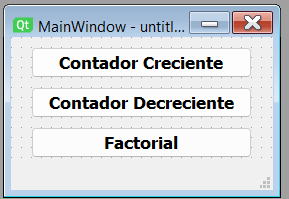 Qt MainWindow - untitl...
Contador Creciente
Contador Decreciente
Factorial